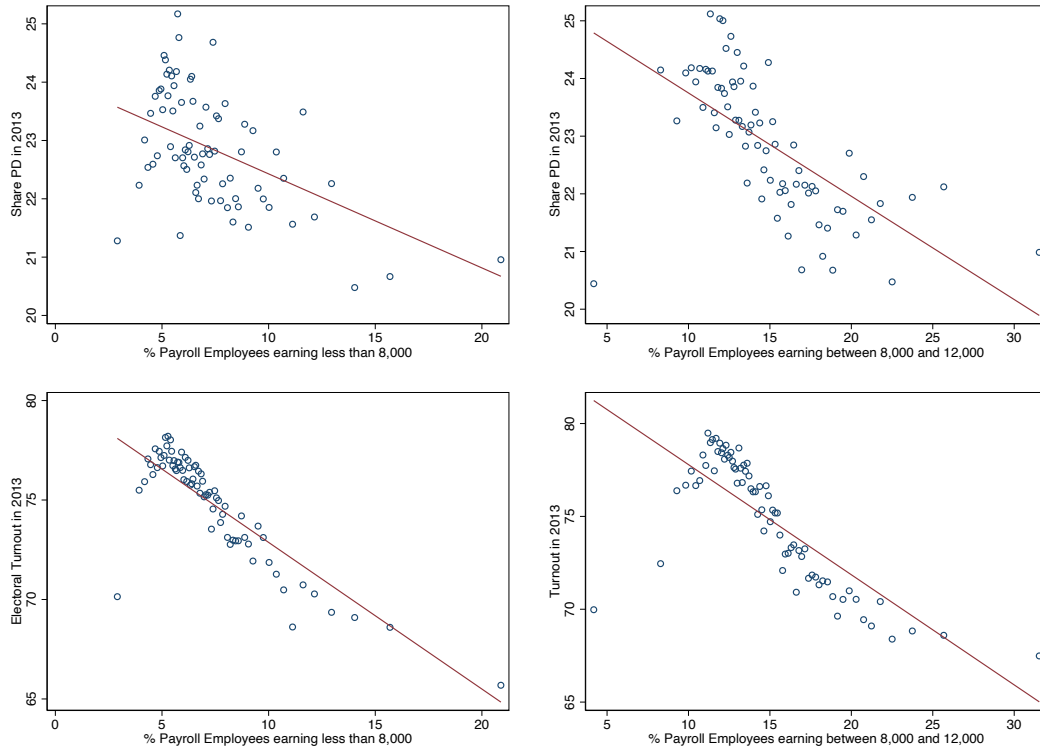 Share PD in 2013
20 21 22 23 24 25
0 5 10 15 20
% Payroll Employees earning less than 8,000
Share PD in 2013
20 21 22 23 24 25
5 10 15 20 25 30
% Payroll Employees earning between 8,000 and 12,000
Electoral Turnout in 2013
65 70 75 80
0 5 10 15 20
% Payroll Employees earning less than 8,000
Turnout in 2013
65 70 75 80
5 10 15 20 25 30
% Payroll Employees earning between 8,000 and 12,000